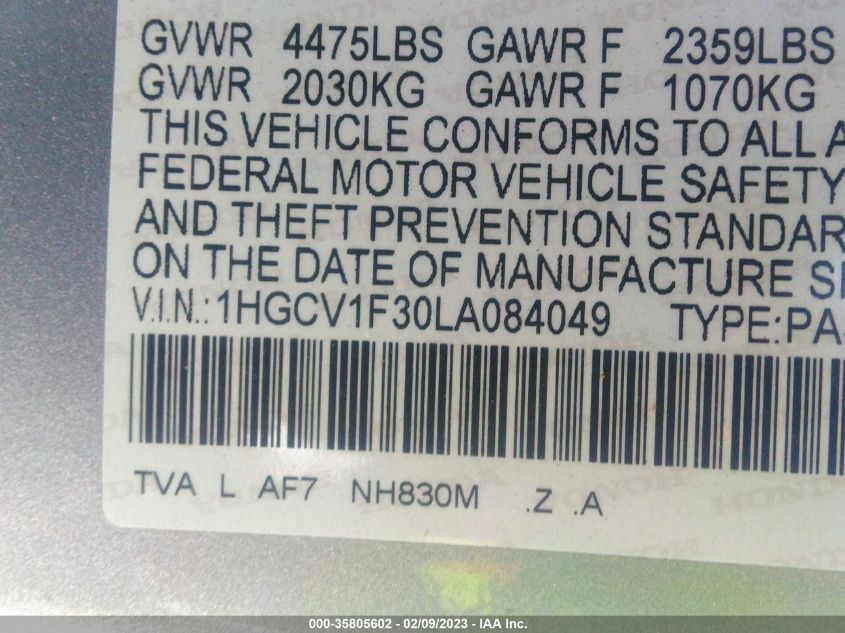 GVWR 4475LBS GAWR F 2359LBS
GVWR 2030KG GAWR F 1070KG
THIS VEHICLE CONFORMS TO ALL A
FEDERAL MOTOR VEHICLE SAFETY
AND THEFT PREVENTION STANDAR
ON THE DATE OF MANUFACTURE S
V.I.N.:1HGCV1F30LA084049 TYPE:PA
TVA L AF7 NH830M .Z .A
HONDA
000-35805602 - 02/09/2023 - IAA Inc.